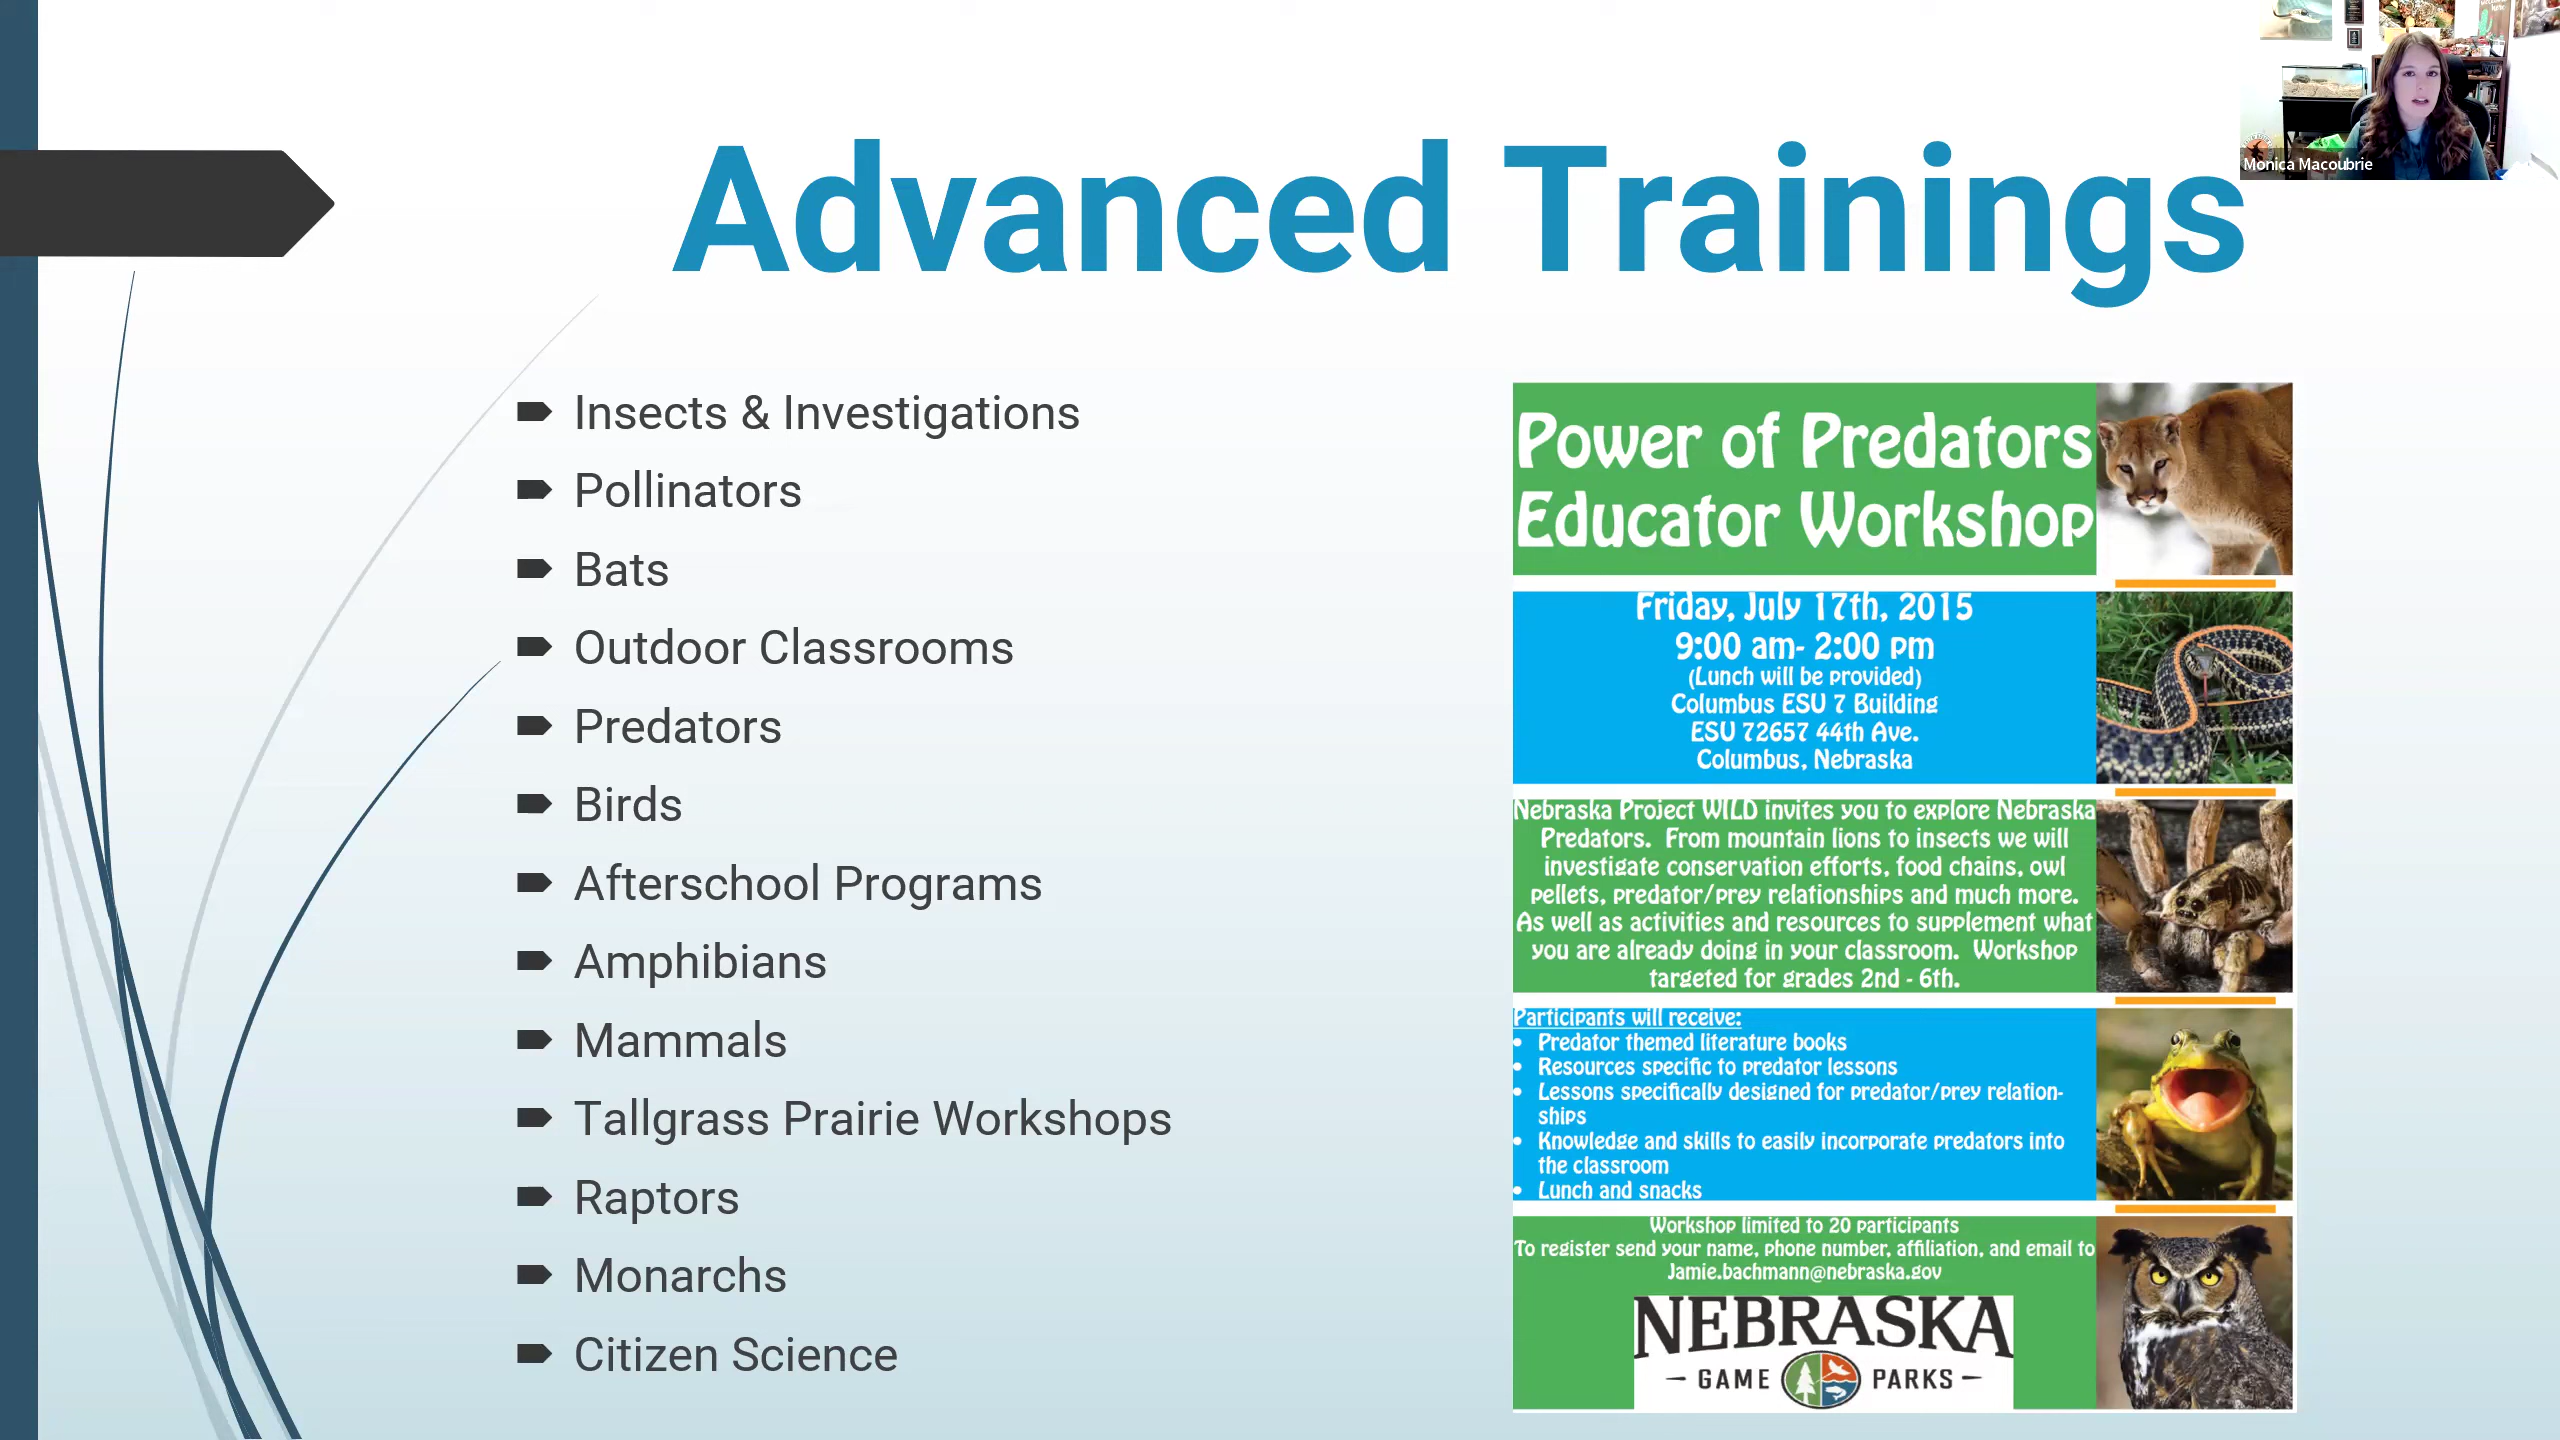 Monica Macoubrie
Advanced Trainings
Insects & Investigations
Pollinators
Bats
Outdoor Classrooms
Predators
Birds
Afterschool Programs
Amphibians
Mammals
Tallgrass Prairie Workshops
Raptors
Monarchs
Citizen Science
Power of Predators
Educator Workshop
Friday, July 17th, 2015
9:00 am- 2:00 pm
(Lunch will be provided)
Columbus ESU 7 Building
ESU 72657 44th Ave.
Columbus, Nebraska
Nebraska Project WILD invites you to explore Nebraska
Predators. From mountain lions to insects we will
investigate conservation efforts, food chains, owl
pellets, predator/prey relationships and much more.
As well as activities and resources to supplement what
you are already doing in your classroom. Workshop
targeted for grades 2nd - 6th.
Participants will receive:
• Predator themed literature books
• Resources specific to predator lessons
• Lessons specifically designed for predator/prey relation-
ships
• Knowledge and skills to easily incorporate predators into
the classroom
• Lunch and snacks
Workshop limited to 20 participants
To register send your name, phone number, affiliation, and email to
Jamie.bachmann@nebraska.gov
NEBRASKA
GAME PARKS